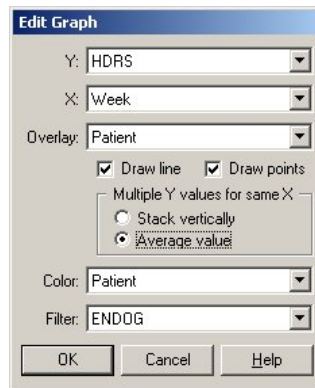 Edit Graph
Y: HDRS
X: Week
Overlay: Patient
Draw line Draw points
Multiple Y values for same X
Stack vertically
Average value
Color: Patient
Filter: ENDOG
OK Cancel Help